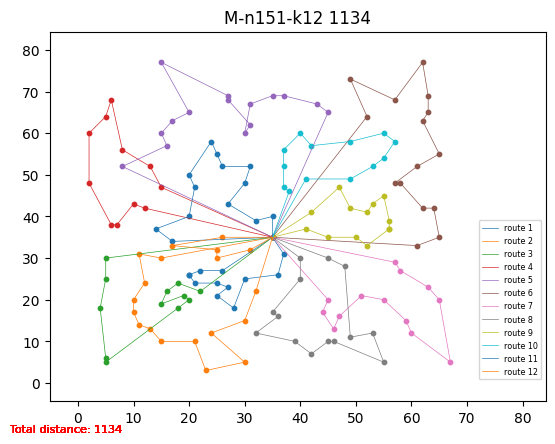 M-n151-k12 1134
80
70
60
50
40
30
20
10
0
0 10 20 30 40 50 60 70 80
route 1
route 2
route 3
route 4
route 5
route 6
route 7
route 8
route 9
route 10
route 11
route 12
Total distance: 1134